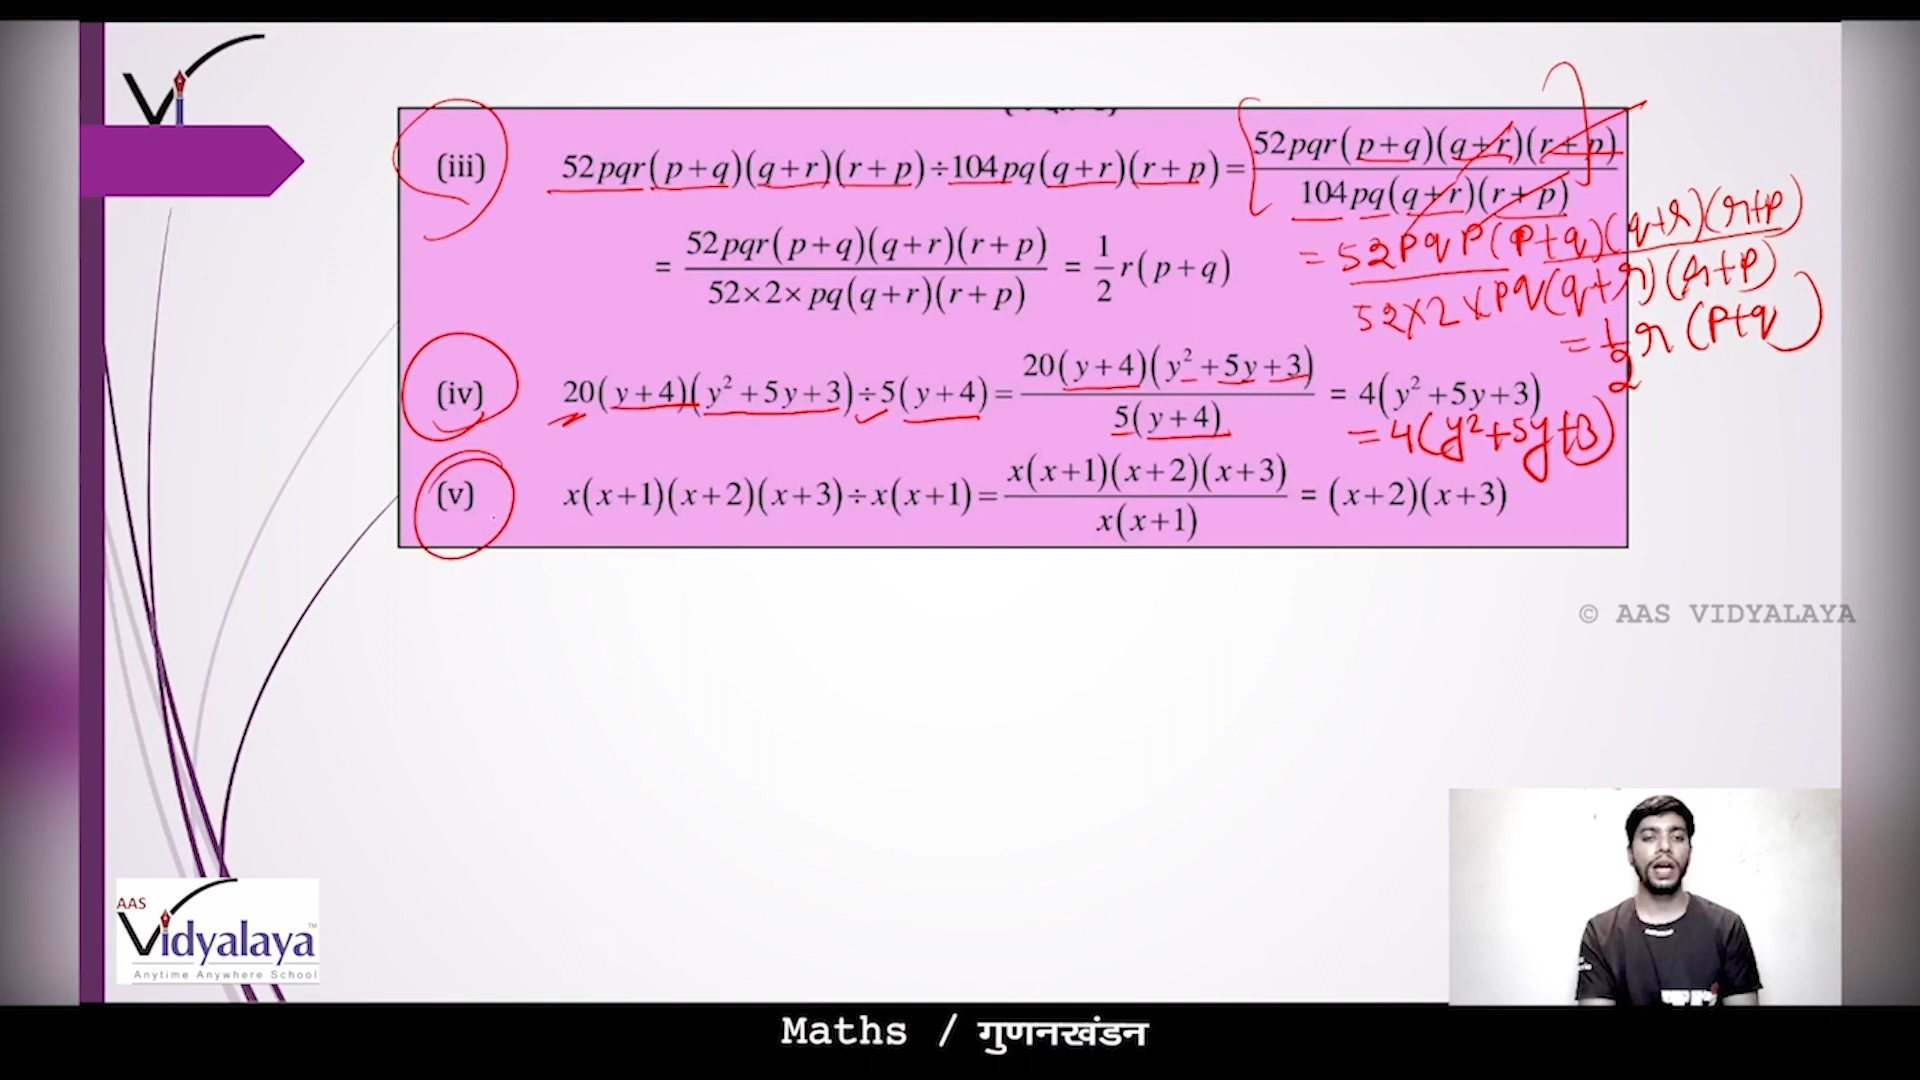 (iii) 52pqr(p+q)(q+r)(r+p)÷104pq(q+r)(r+p)= 52pqr(p+q)(q+r)(r+p) / 104pq(q+r)(r+p)
= 52pqr(p+q)(q+r)(r+p) / 52×2×pq(q+r)(r+p) = 1/2 r(p+q)
= 52pqp(p+q)(q+r)(r+p) / 52×2×pq(q+r)(r+p)
= 1/2 r(p+q)
(iv) 20(y+4)(y²+5y+3)÷5(y+4)= 20(y+4)(y²+5y+3) / 5(y+4) = 4(y²+5y+3)
= 4(y²+5y+3)
(v) x(x+1)(x+2)(x+3)÷x(x+1)= x(x+1)(x+2)(x+3) / x(x+1) = (x+2)(x+3)
© AAS VIDYALAYA
AAS
Vidyalaya™
Anytime Anywhere School
Maths / गुणनखंडन